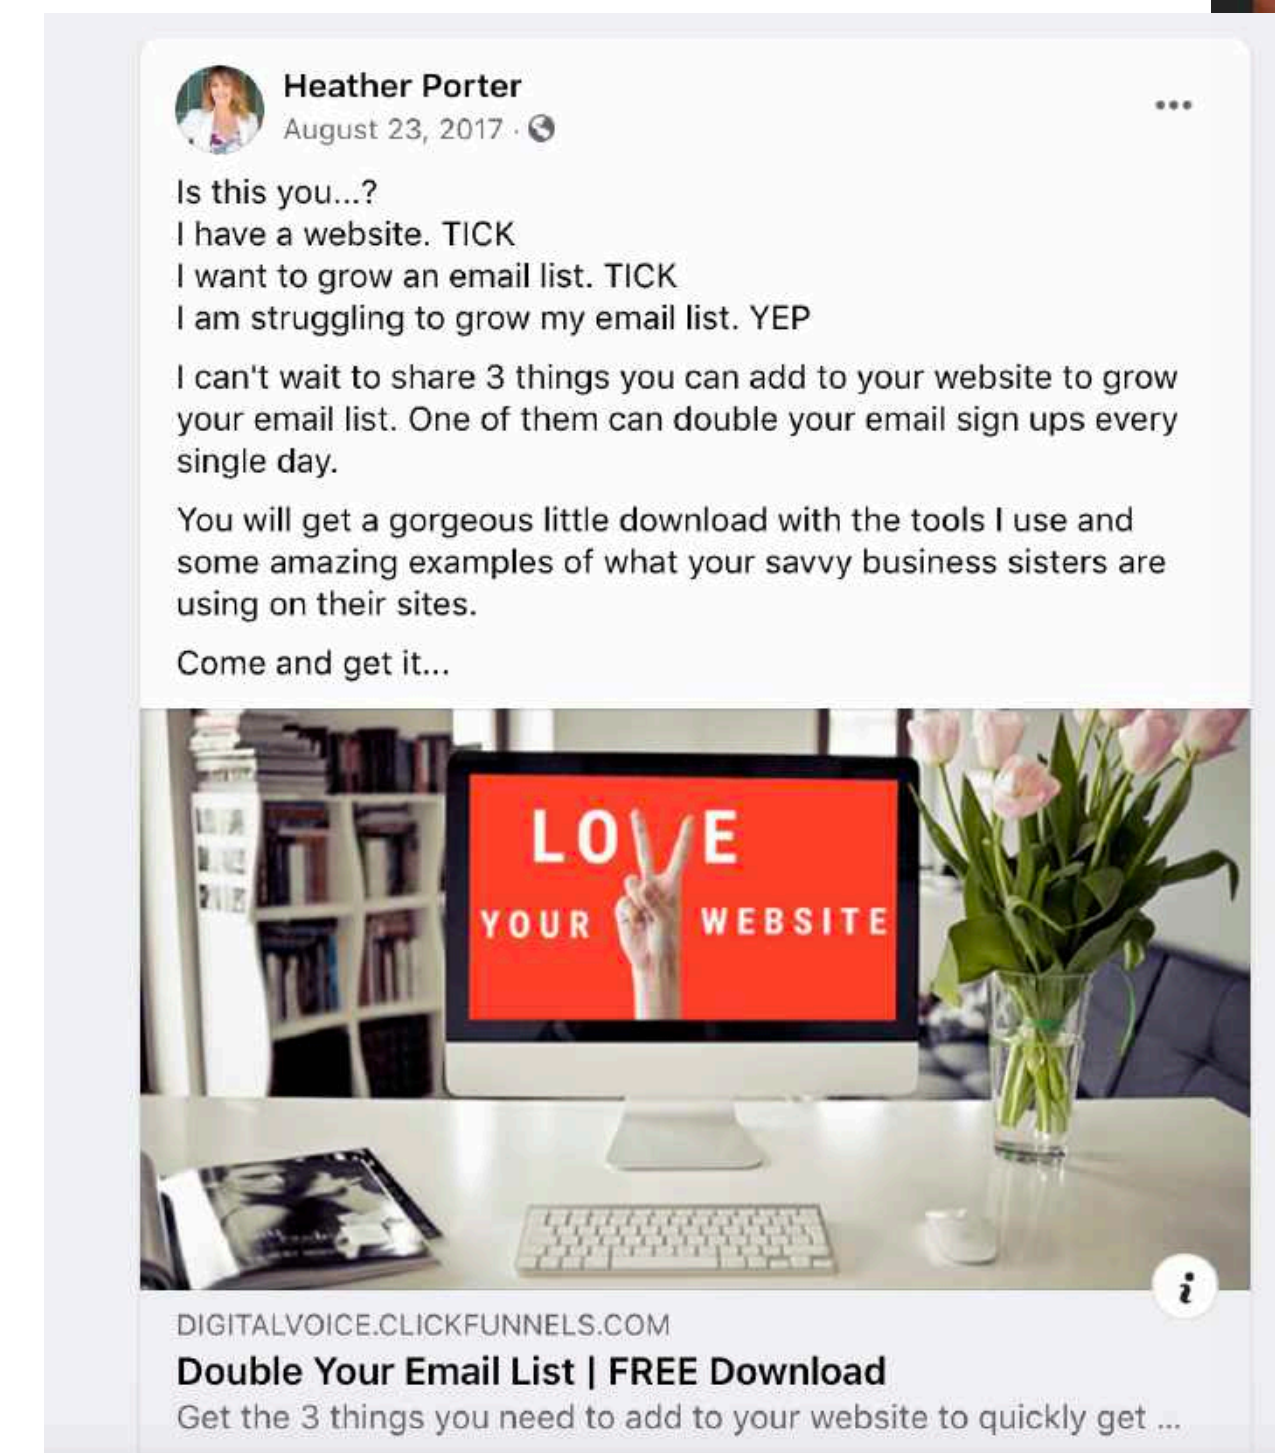 Heather Porter
August 23, 2017 ·
Is this you...?
I have a website. TICK
I want to grow an email list. TICK
I am struggling to grow my email list. YEP
I can't wait to share 3 things you can add to your website to grow
your email list. One of them can double your email sign ups every
single day.
You will get a gorgeous little download with the tools I use and
some amazing examples of what your savvy business sisters are
using on their sites.
Come and get it...
LOVE
YOUR WEBSITE
DIGITALVOICE.CLICKFUNNELS.COM
Double Your Email List | FREE Download
Get the 3 things you need to add to your website to quickly get ...